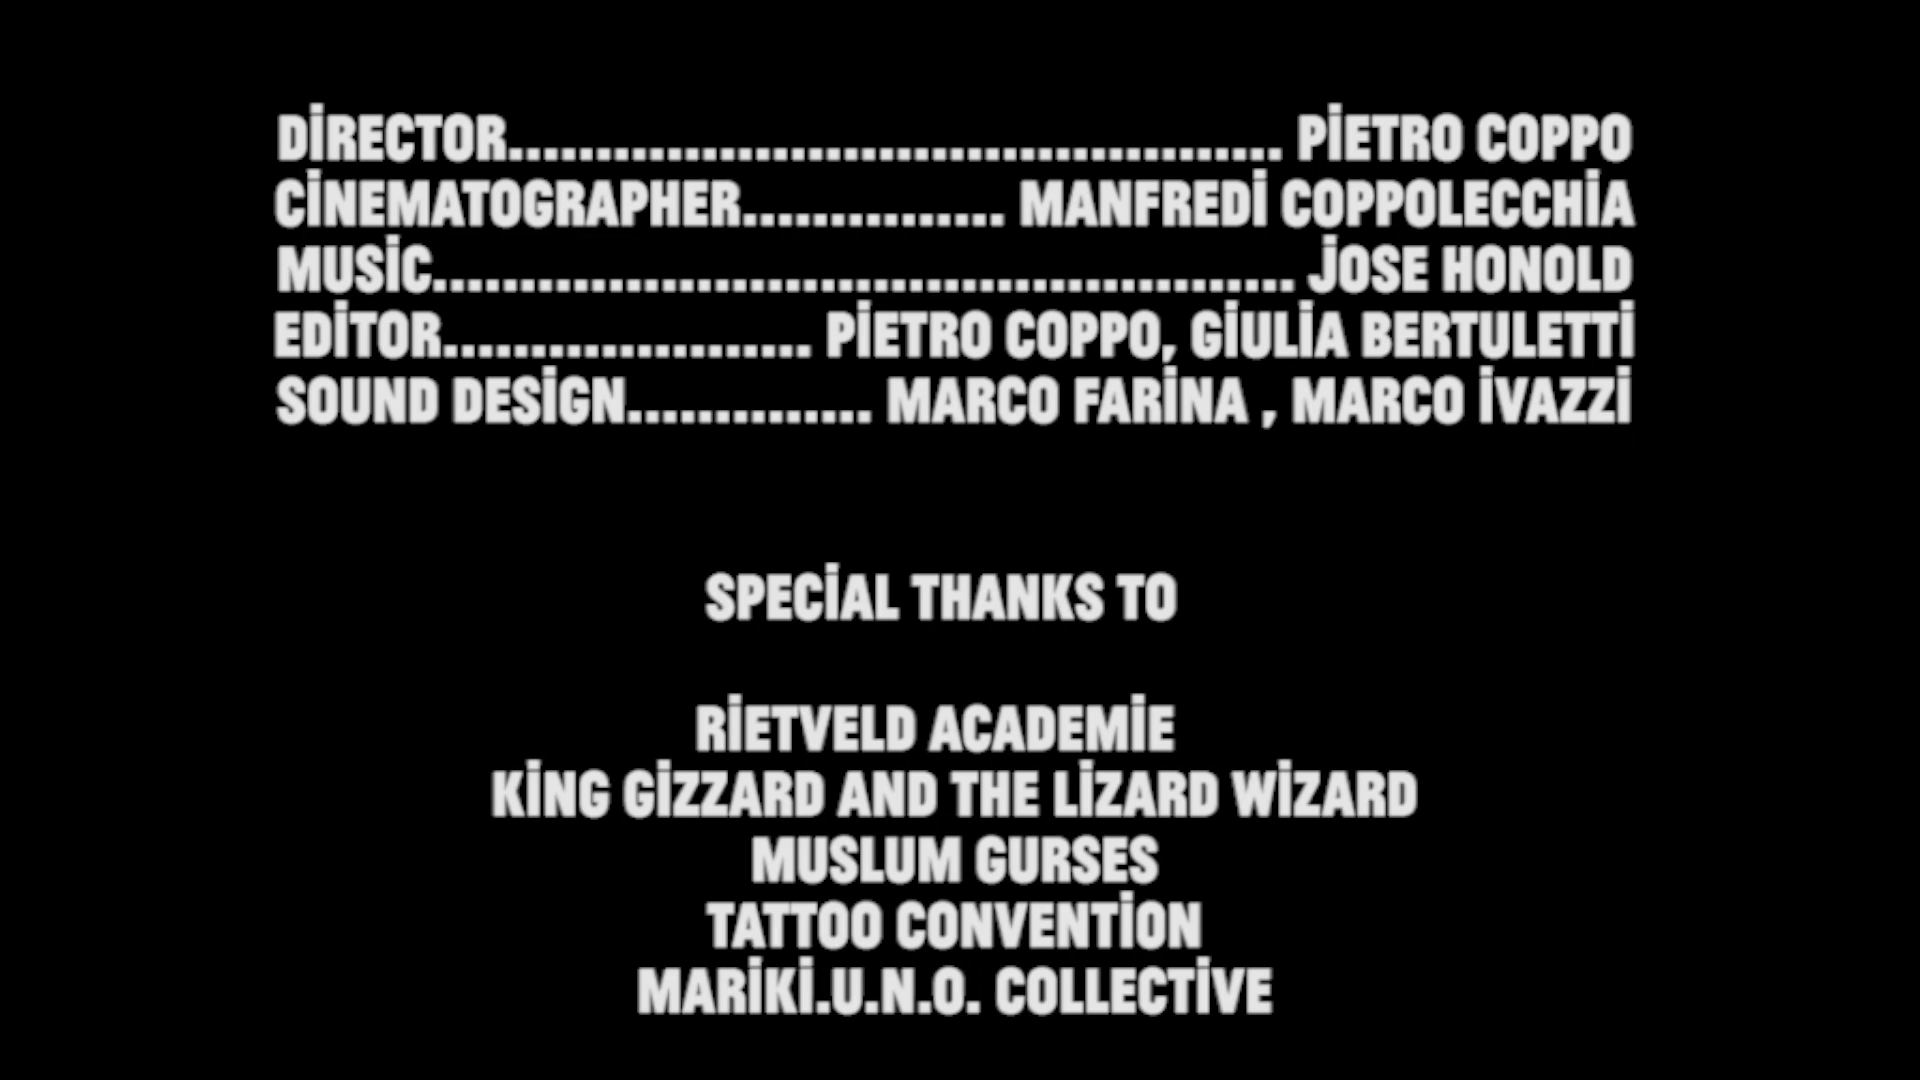 DİRECTOR............................................ PİETRO COPPO
CİNEMATOGRAPHER............... MANFREDİ COPPOLECCHİA
MUSİC................................................. JOSE HONOLD
EDİTOR..................... PİETRO COPPO, GİULİA BERTULETTİ
SOUND DESİGN.............. MARCO FARİNA , MARCO İVAZZİ
SPECİAL THANKS TO
RİETVELD ACADEMİE
KİNG GİZZARD AND THE LİZARD WİZARD
MUSLUM GURSES
TATTOO CONVENTİON
MARİKİ.U.N.O. COLLECTİVE